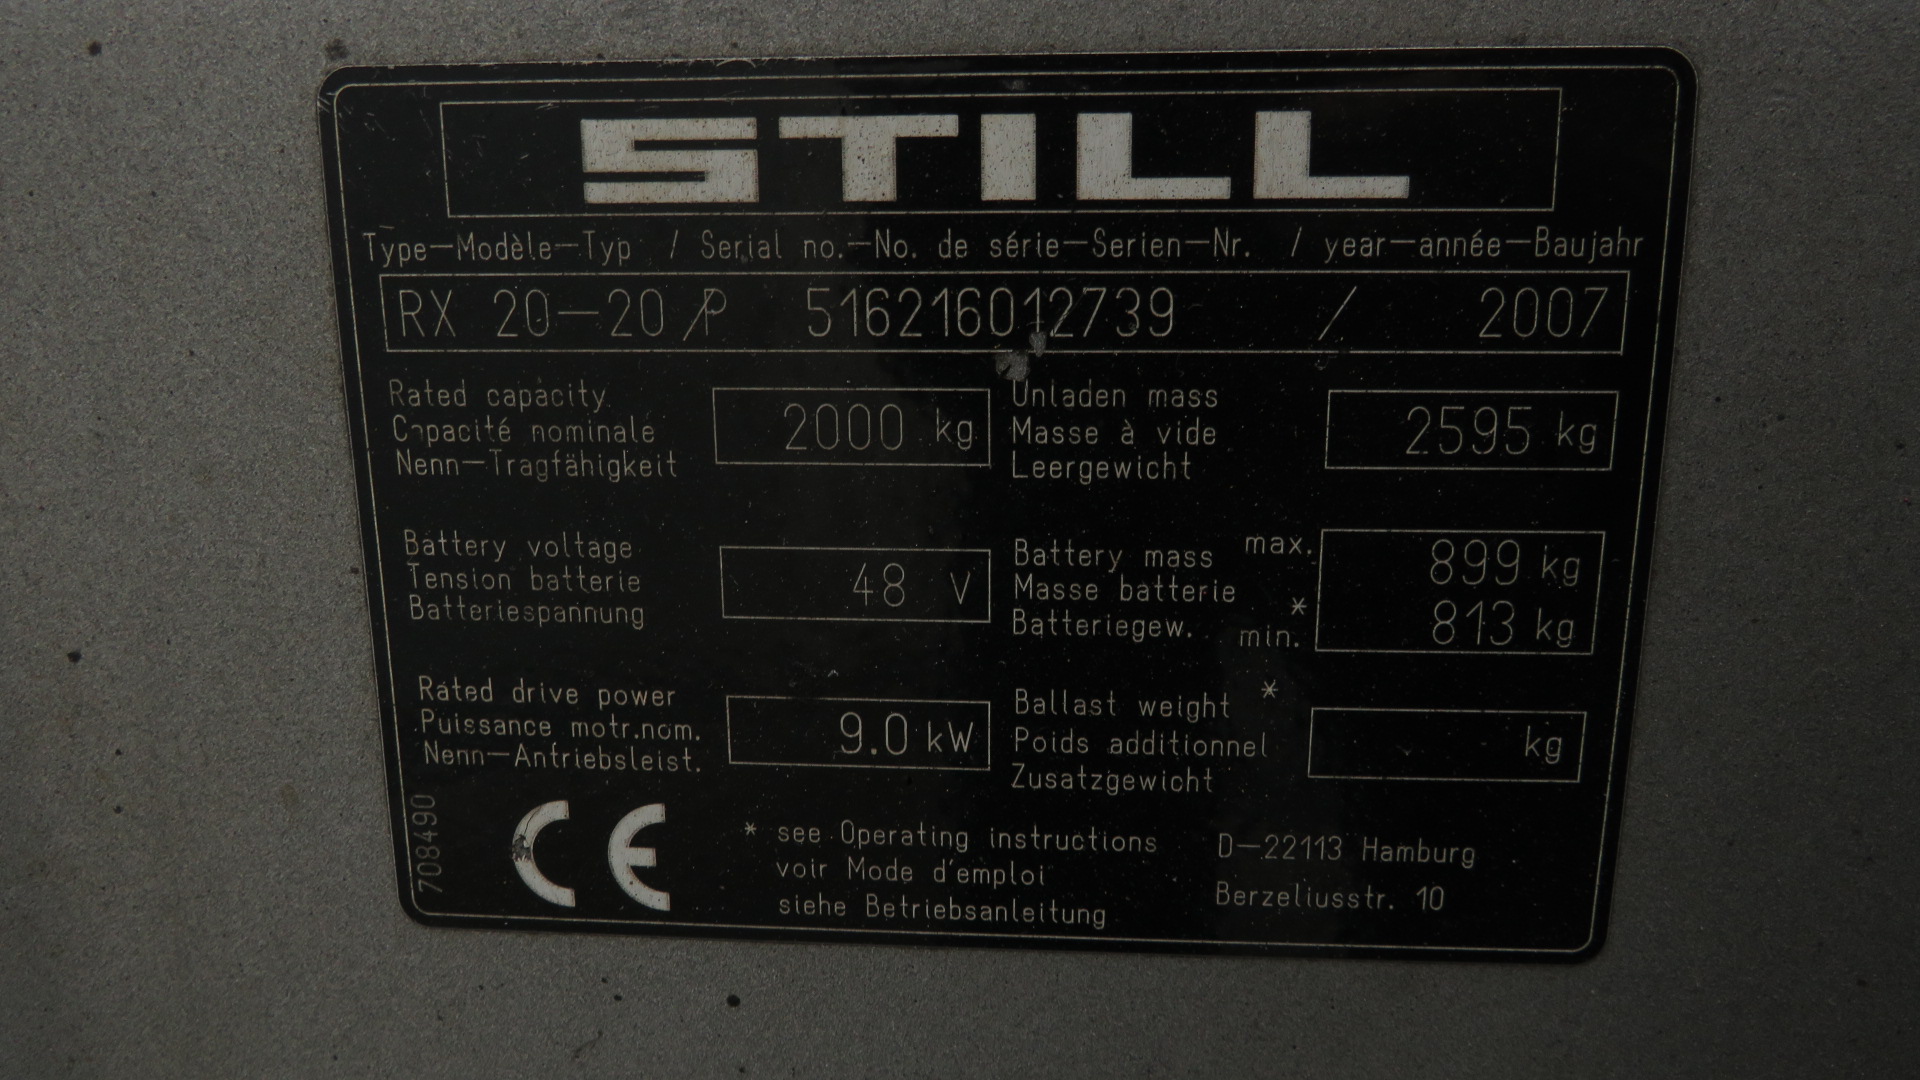 STILL
Type—Modèle—Typ / Serial no.—No. de série—Serien—Nr. / year—année—Baujahr
RX 20—20/P 516216012739 / 2007
Rated capacity
Capacité nominale
Nenn—Tragfähigkeit
2000 kg
Unladen mass
Masse à vide
Leergewicht
2595 kg
Battery voltage
Tension batterie
Batteriespannung
48 V
Battery mass
Masse batterie
Batteriegew.
max. 899 kg
* min. 813 kg
Rated drive power
Puissance motr.nom.
Nenn—Antriebsleist.
9.0 kW
Ballast weight *
Poids additionnel
Zusatzgewicht
kg
708490
CE
* see Operating instructions
voir Mode d'emploi
siehe Betriebsanleitung
D—22113 Hamburg
Berzeliusstr. 10